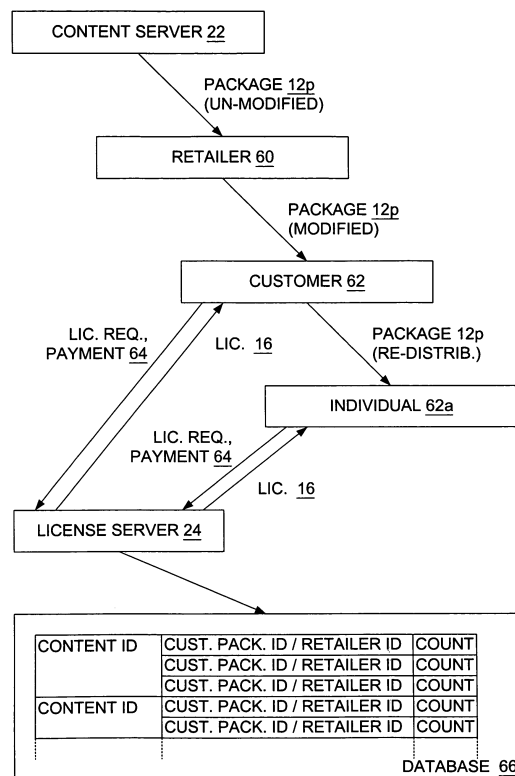 CONTENT SERVER 22
PACKAGE 12p
(UN-MODIFIED)
RETAILER 60
PACKAGE 12p
(MODIFIED)
CUSTOMER 62
LIC. REQ.,
PAYMENT 64
LIC. 16
PACKAGE 12p
(RE-DISTRIB.)
INDIVIDUAL 62a
LIC. REQ.,
PAYMENT 64
LIC. 16
LICENSE SERVER 24
CONTENT ID CUST. PACK. ID / RETAILER ID COUNT
CUST. PACK. ID / RETAILER ID COUNT
CUST. PACK. ID / RETAILER ID COUNT
CONTENT ID CUST. PACK. ID / RETAILER ID COUNT
CUST. PACK. ID / RETAILER ID COUNT
DATABASE 66